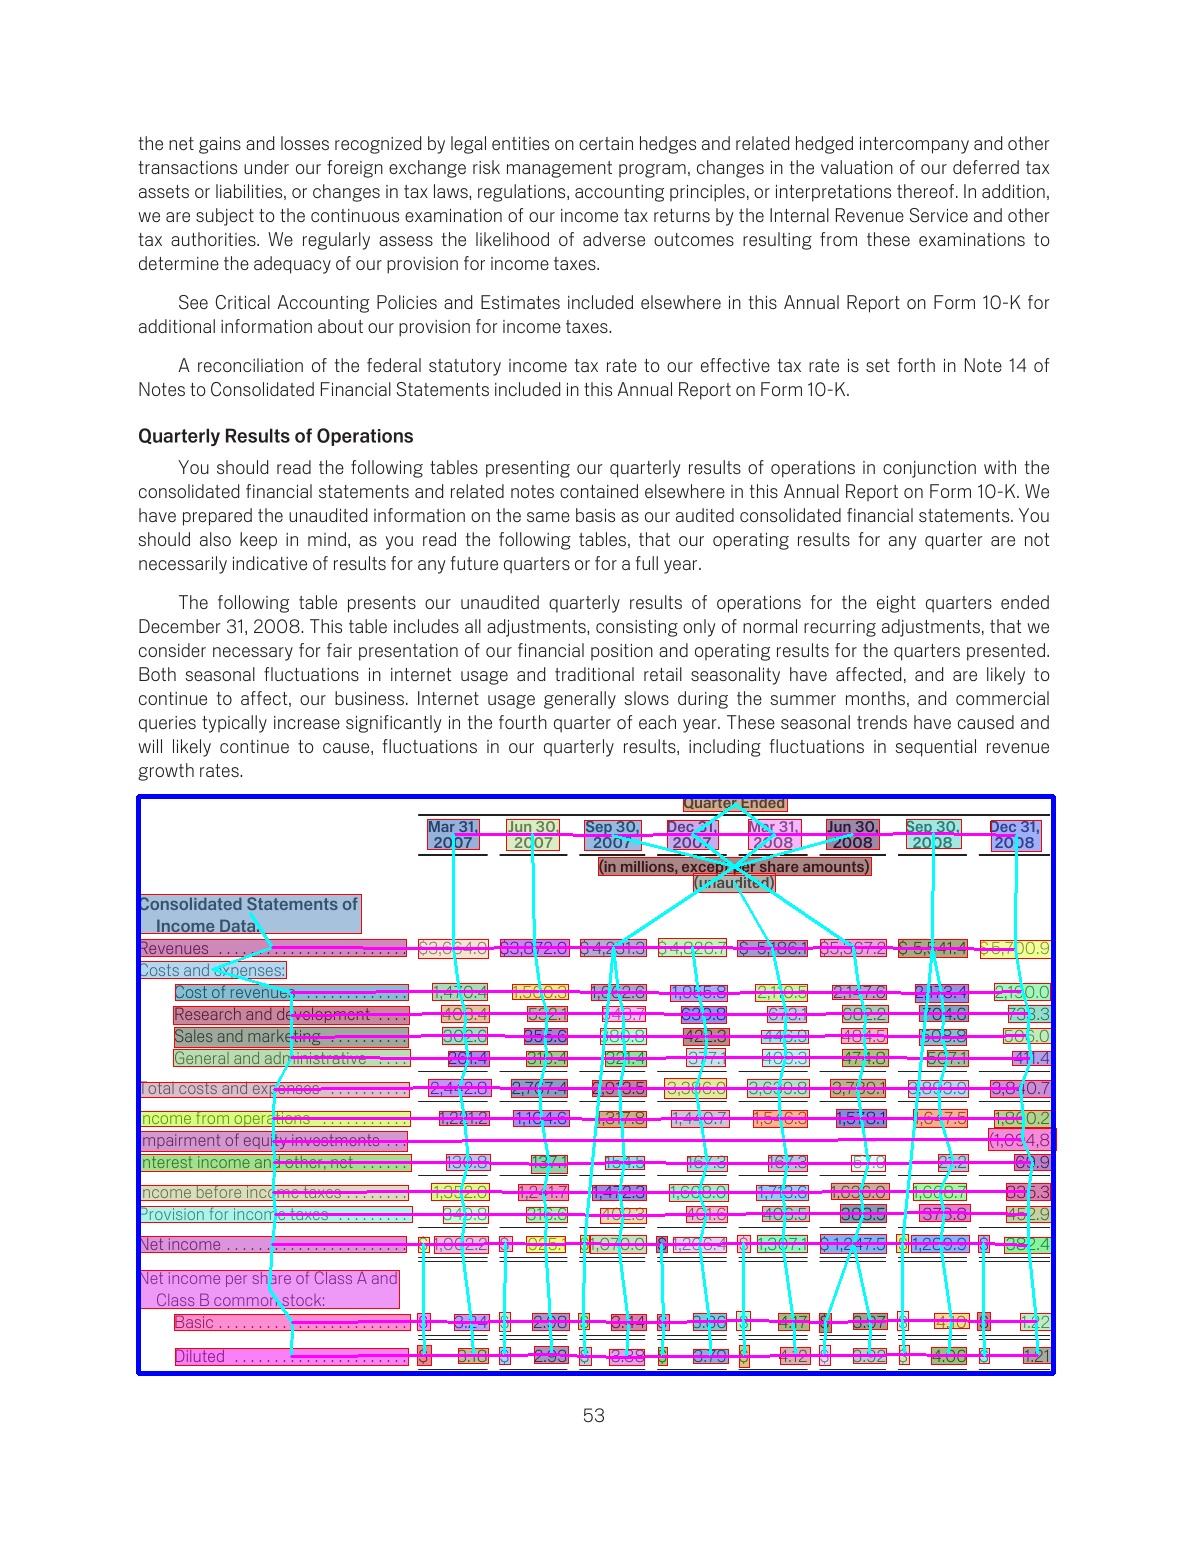 the net gains and losses recognized by legal entities on certain hedges and related hedged intercompany and other
transactions under our foreign exchange risk management program, changes in the valuation of our deferred tax
assets or liabilities, or changes in tax laws, regulations, accounting principles, or interpretations thereof. In addition,
we are subject to the continuous examination of our income tax returns by the Internal Revenue Service and other
tax authorities. We regularly assess the likelihood of adverse outcomes resulting from these examinations to
determine the adequacy of our provision for income taxes.
See Critical Accounting Policies and Estimates included elsewhere in this Annual Report on Form 10-K for
additional information about our provision for income taxes.
A reconciliation of the federal statutory income tax rate to our effective tax rate is set forth in Note 14 of
Notes to Consolidated Financial Statements included in this Annual Report on Form 10-K.
Quarterly Results of Operations
You should read the following tables presenting our quarterly results of operations in conjunction with the
consolidated financial statements and related notes contained elsewhere in this Annual Report on Form 10-K. We
have prepared the unaudited information on the same basis as our audited consolidated financial statements. You
should also keep in mind, as you read the following tables, that our operating results for any quarter are not
necessarily indicative of results for any future quarters or for a full year.
The following table presents our unaudited quarterly results of operations for the eight quarters ended
December 31, 2008. This table includes all adjustments, consisting only of normal recurring adjustments, that we
consider necessary for fair presentation of our financial position and operating results for the quarters presented.
Both seasonal fluctuations in internet usage and traditional retail seasonality have affected, and are likely to
continue to affect, our business. Internet usage generally slows during the summer months, and commercial
queries typically increase significantly in the fourth quarter of each year. These seasonal trends have caused and
will likely continue to cause, fluctuations in our quarterly results, including fluctuations in sequential revenue
growth rates.
Quarter Ended
Mar 31, Jun 30, Sep 30, Dec 31, Mar 31, Jun 30, Sep 30, Dec 31,
2007 2007 2007 2007 2008 2008 2008 2008
(in millions, except per share amounts)
(unaudited)
Consolidated Statements of
Income Data:
Revenues $3,664.0 $3,872.0 $4,231.3 $4,826.7 $ 5,186.1 $5,367.2 $ 5,541.4 $5,700.9
Costs and expenses:
Cost of revenues 1,470.4 1,560.3 1,662.6 1,955.8 2,110.5 2,147.6 2,173.4 2,190.0
Research and development 408.4 532.1 548.7 630.8 673.1 682.2 704.6 733.3
Sales and marketing 302.6 355.6 380.8 422.3 446.9 484.5 508.8 506.0
General and administrative 261.4 319.4 321.4 377.1 409.3 474.8 507.1 411.4
Total costs and expenses 2,442.8 2,767.4 2,913.5 3,386.0 3,639.8 3,789.1 3,893.9 3,840.7
Income from operations 1,221.2 1,104.6 1,317.8 1,440.7 1,546.3 1,578.1 1,647.5 1,860.2
Impairment of equity investments (1,094.8)
Interest income and other, net 130.8 137.1 154.5 167.3 167.3 57.9 21.2 69.9
Income before income taxes 1,352.0 1,241.7 1,472.3 1,608.0 1,713.6 1,636.0 1,668.7 835.3
Provision for income taxes 349.8 316.6 402.3 401.6 406.5 388.5 378.8 452.9
Net income $ 1,002.2 $ 925.1 $1,070.0 $ 1,206.4 $ 1,307.1 $1,247.5 $ 1,289.9 $ 382.4
Net income per share of Class A and
Class B common stock:
Basic $ 3.24 $ 2.98 $ 3.44 $ 3.86 $ 4.17 $ 3.97 $ 4.10 $ 1.22
Diluted $ 3.18 $ 2.93 $ 3.38 $ 3.79 $ 4.12 $ 3.92 $ 4.06 $ 1.21
53